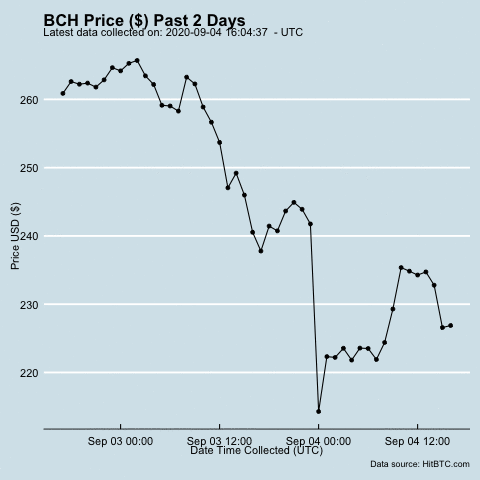 BCH Price ($) Past 2 Days
Latest data collected on: 2020-09-04 16:04:37 - UTC
260
250
240
230
220
Price USD ($)
Sep 03 00:00 Sep 03 12:00 Sep 04 00:00 Sep 04 12:00
Date Time Collected (UTC)
Data source: HitBTC.com